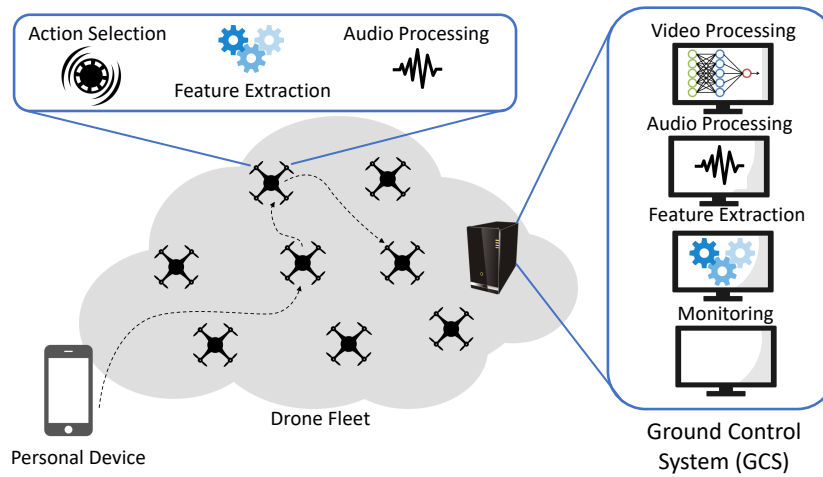 Action Selection
Feature Extraction
Audio Processing
Video Processing
Audio Processing
Feature Extraction
Monitoring
Drone Fleet
Personal Device
Ground Control
System (GCS)